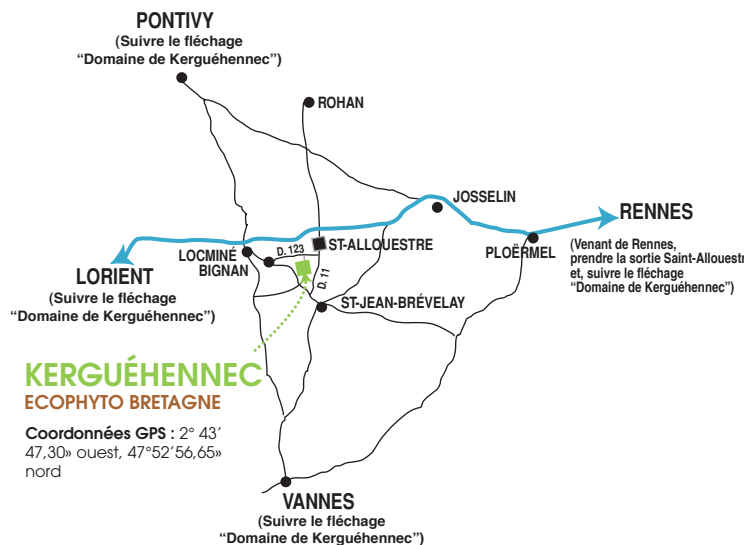 PONTIVY
(Suivre le fléchage
“Domaine de Kerguéhennec”)
ROHAN
JOSSELIN
RENNES
(Venant de Rennes,
prendre la sortie Saint-Allouestr
et, suivre le fléchage
“Domaine de Kerguéhennec”)
PLOËRMEL
ST-ALLOUESTRE
D. 123
LOCMINÉ
BIGNAN
D. 11
LORIENT
(Suivre le fléchage
“Domaine de Kerguéhennec”)
ST-JEAN-BRÉVELAY
KERGUÉHENNEC
ECOPHYTO BRETAGNE
Coordonnées GPS : 2° 43’
47,30» ouest, 47°52’56,65»
nord
VANNES
(Suivre le fléchage
“Domaine de Kerguéhennec”)